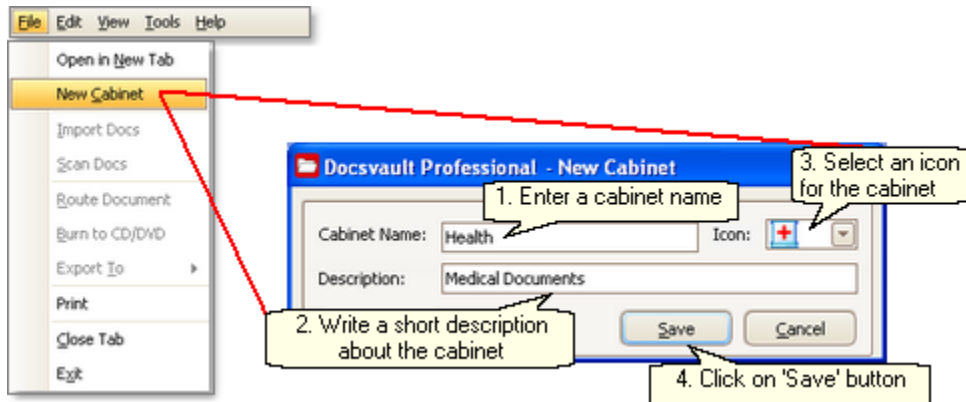 File Edit View Tools Help
Open in New Tab
New Cabinet
Import Docs
Scan Docs
Route Document
Burn to CD/DVD
Export To
Print
Close Tab
Exit
Docsvault Professional - New Cabinet
1. Enter a cabinet name
3. Select an icon
for the cabinet
Cabinet Name: Health Icon:
Description: Medical Documents
2. Write a short description
about the cabinet
Save Cancel
4. Click on 'Save' button